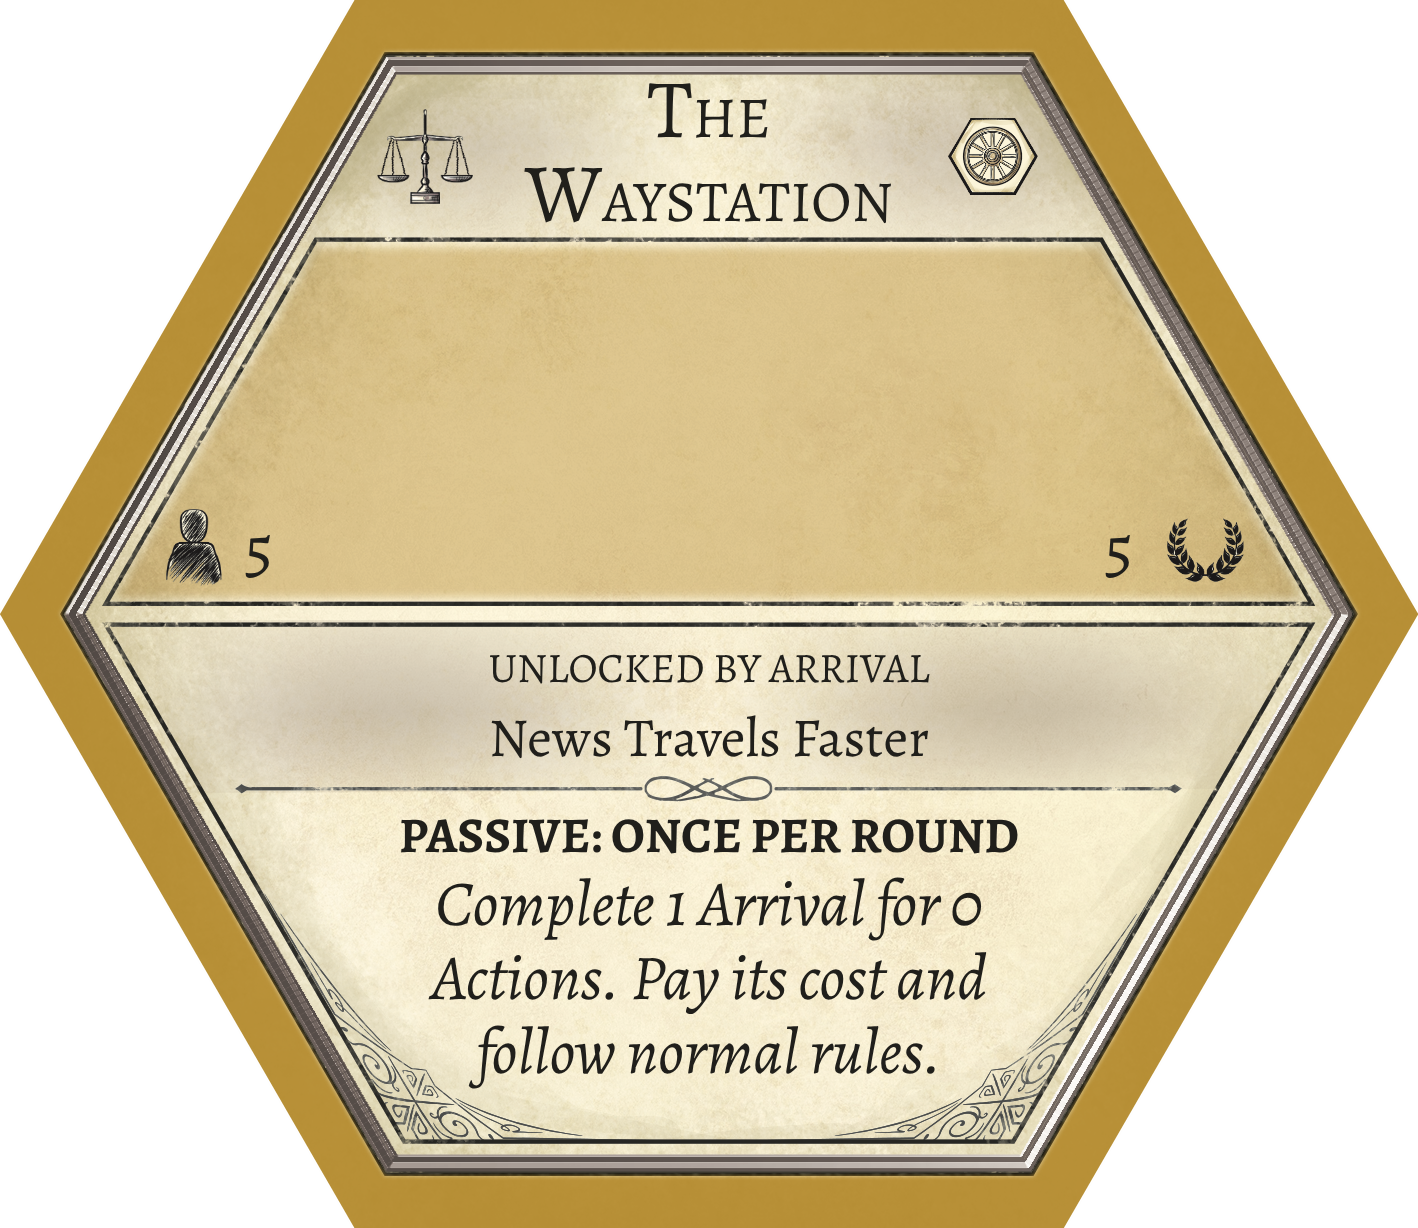 The
Waystation
5
5
UNLOCKED BY ARRIVAL
News Travels Faster
PASSIVE: ONCE PER ROUND
Complete 1 Arrival for 0
Actions. Pay its cost and
follow normal rules.